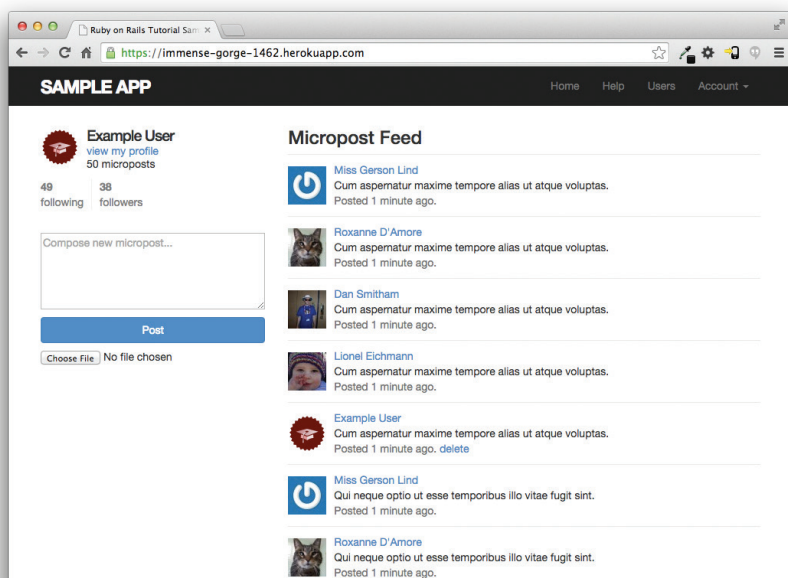 Ruby on Rails Tutorial Sam
https://immense-gorge-1462.herokuapp.com
SAMPLE APP
Home Help Users Account
Example User
view my profile
50 microposts
49 following
38 followers
Compose new micropost...
Post
Choose File No file chosen
Micropost Feed
Miss Gerson Lind
Cum aspernatur maxime tempore alias ut atque voluptas.
Posted 1 minute ago.
Roxanne D'Amore
Cum aspernatur maxime tempore alias ut atque voluptas.
Posted 1 minute ago.
Dan Smitham
Cum aspernatur maxime tempore alias ut atque voluptas.
Posted 1 minute ago.
Lionel Eichmann
Cum aspernatur maxime tempore alias ut atque voluptas.
Posted 1 minute ago.
Example User
Cum aspernatur maxime tempore alias ut atque voluptas.
Posted 1 minute ago. delete
Miss Gerson Lind
Qui neque optio ut esse temporibus illo vitae fugit sint.
Posted 1 minute ago.
Roxanne D'Amore
Qui neque optio ut esse temporibus illo vitae fugit sint.
Posted 1 minute ago.